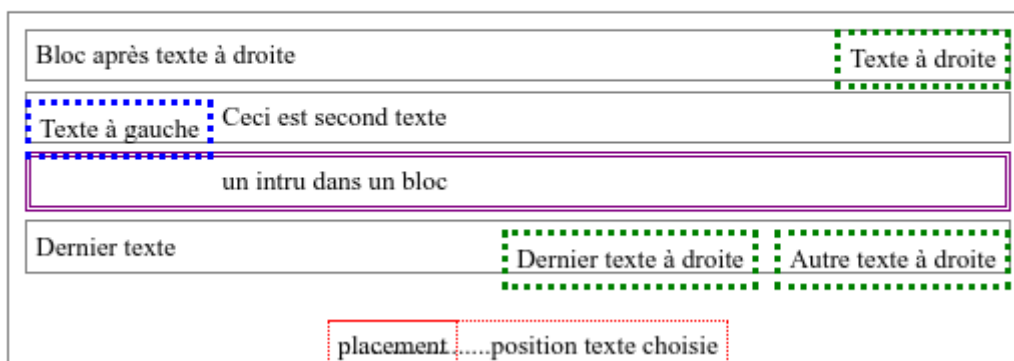 Bloc après texte à droite Texte à droite
Texte à gauche Ceci est second texte
un intru dans un bloc
Dernier texte Dernier texte à droite Autre texte à droite
placement.......position texte choisie